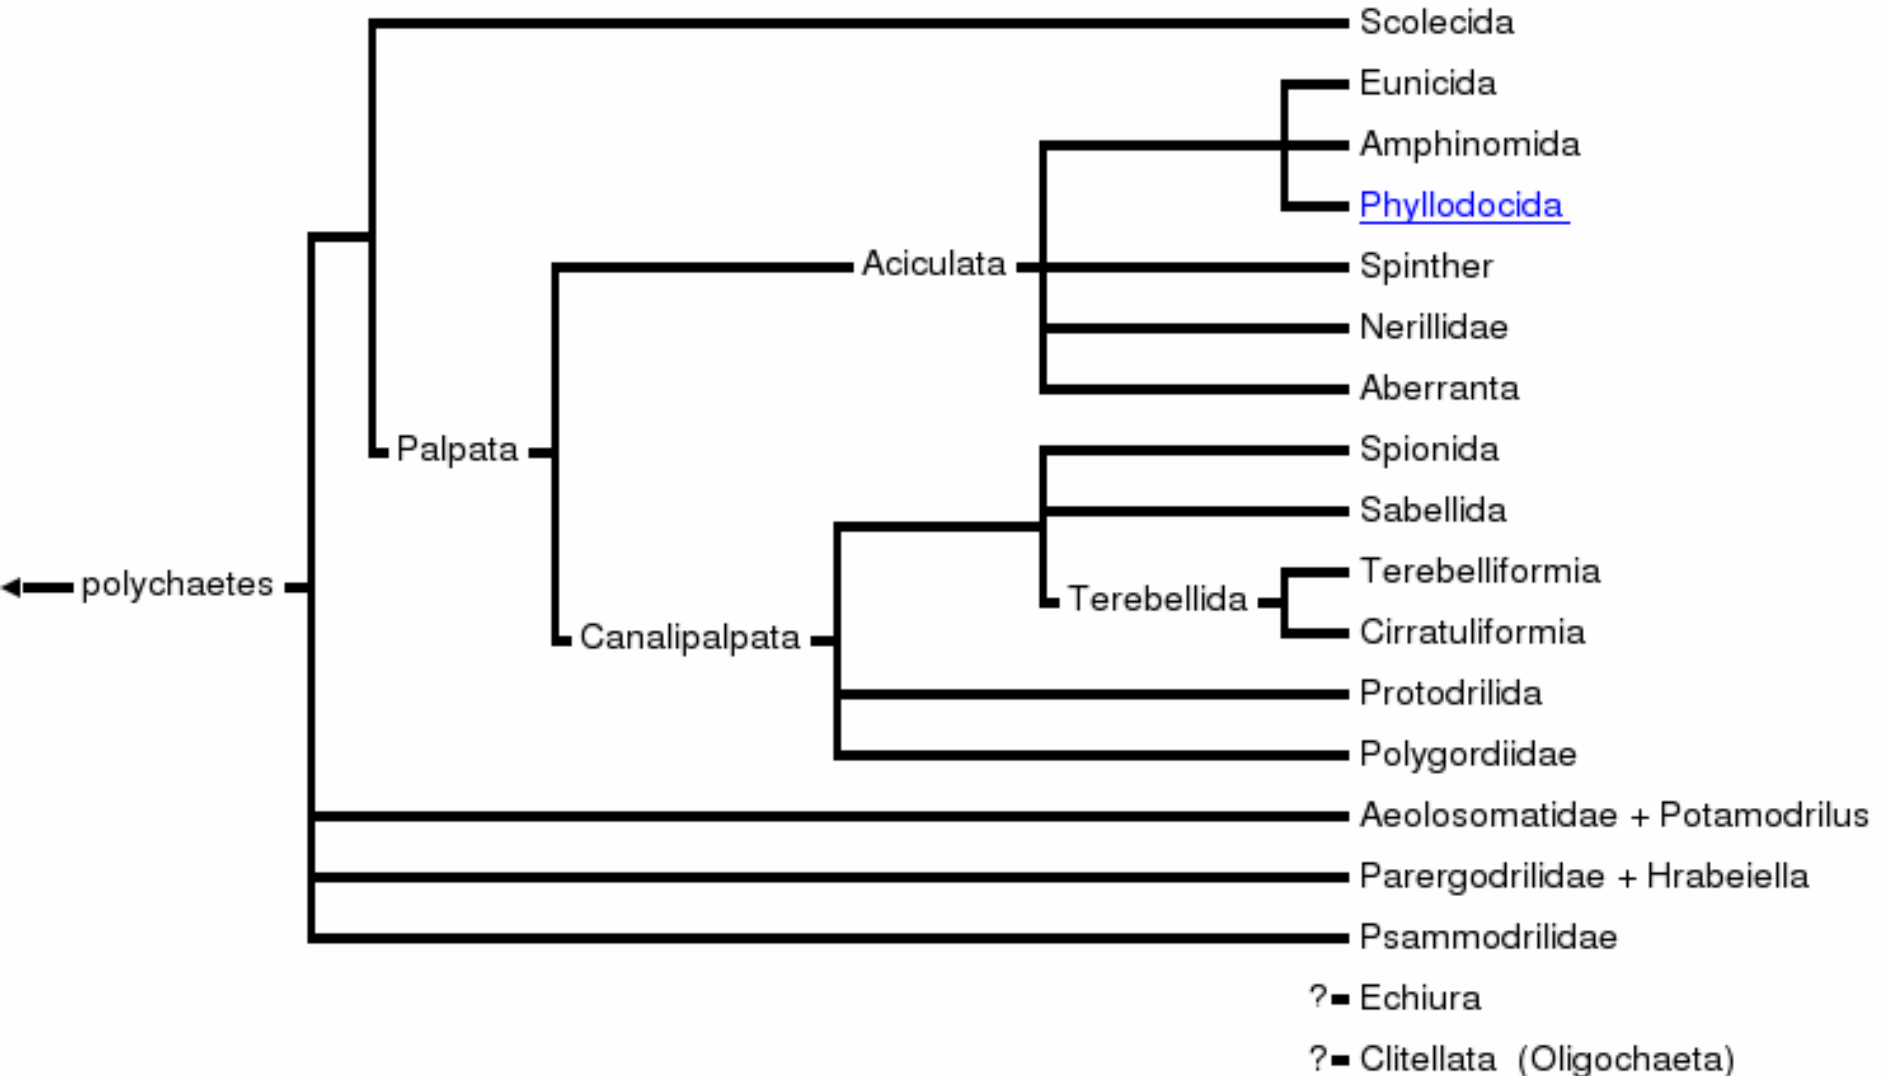 Scolecida
Eunicida
Amphinomida
Phyllodocida
Aciculata
Spinther
Nerillidae
Aberranta
Palpata
Spionida
Sabellida
Terebelliformia
polychaetes
Terebellida
Cirratuliformia
Canalipalpata
Protodrilida
Polygordiidae
Aeolosomatidae + Potamodrilus
Parergodrilidae + Hrabeiella
Psammodrilidae
? Echiura
? Clitellata (Oligochaeta)